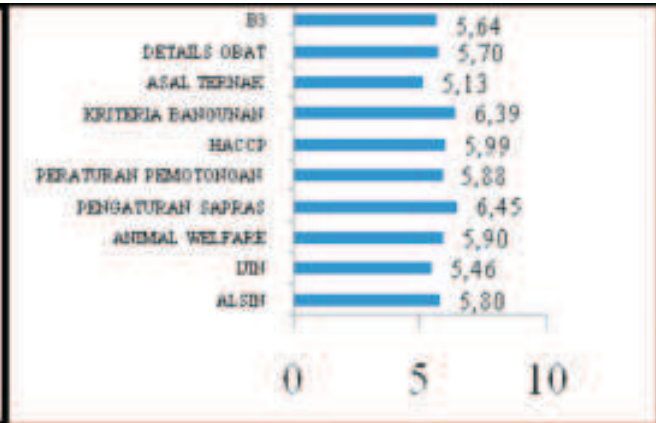 B3 5,64
DETAILS OBAT 5,70
ASAL TERNAK 5,13
KRITERIA BANGUNAN 6,39
HACCP 5,99
PERATURAN PEMOTONGAN 5,88
PENGATURAN SAPRAS 6,45
ANIMAL WELFARE 5,90
IJIN 5,46
ALSIN 5,80
0 5 10